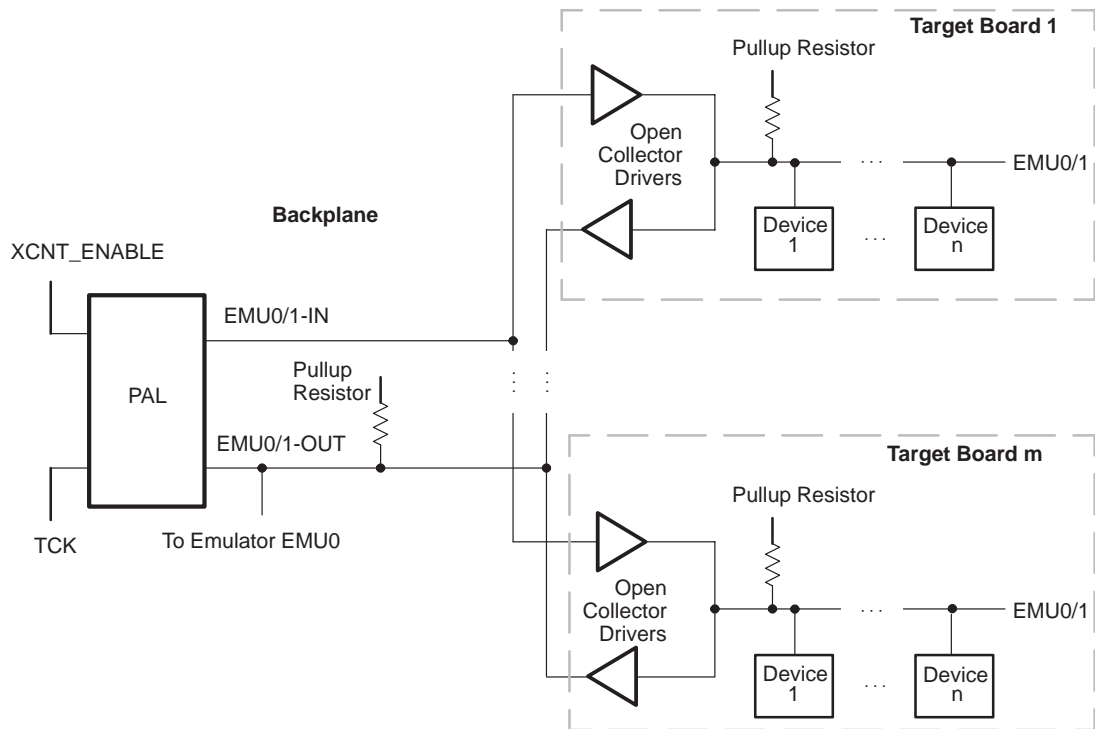 Target Board 1
Pullup Resistor
Open
Collector
Drivers
EMU0/1
. . .
Device
1
. . .
Device
n
Backplane
XCNT_ENABLE
EMU0/1-IN
PAL
Pullup
Resistor
EMU0/1-OUT
TCK
To Emulator EMU0
. . .
. . .
Target Board m
Pullup Resistor
Open
Collector
Drivers
. . .
EMU0/1
Device
1
. . .
Device
n